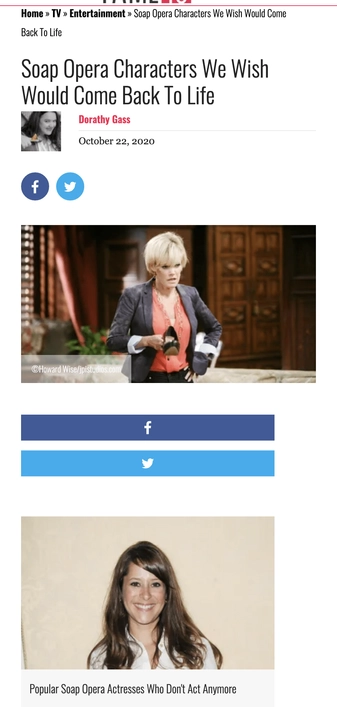 Home » TV » Entertainment » Soap Opera Characters We Wish Would Come
Back To Life
Soap Opera Characters We Wish
Would Come Back To Life
Dorathy Gass
October 22, 2020
©Howard Wise/jpistudios.com
Popular Soap Opera Actresses Who Don't Act Anymore